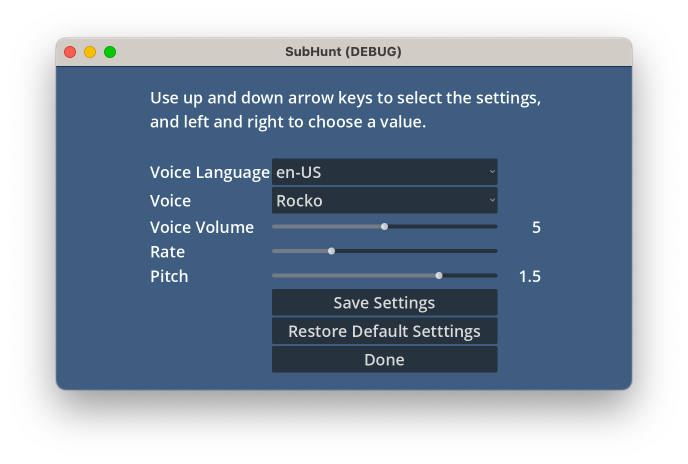 SubHunt (DEBUG)
Use up and down arrow keys to select the settings,
and left and right to choose a value.
Voice Language en-US
Voice Rocko
Voice Volume 5
Rate
Pitch 1.5
Save Settings
Restore Default Setttings
Done